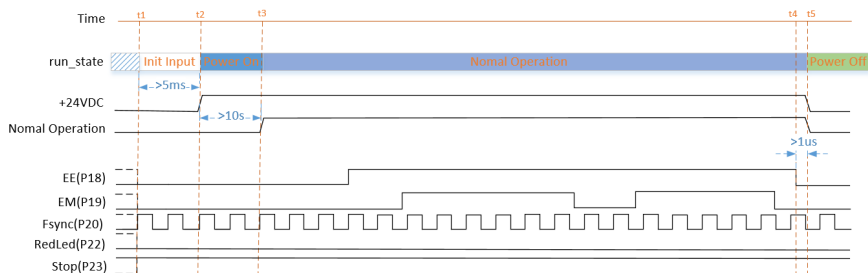 Time
t1 t2 t3 t4 t5
run_state
Init Input Power On Nomal Operation Power Off
>5ms
+24VDC
>10s
Nomal Operation
>1us
EE(P18)
EM(P19)
Fsync(P20)
RedLed(P22)
Stop(P23)